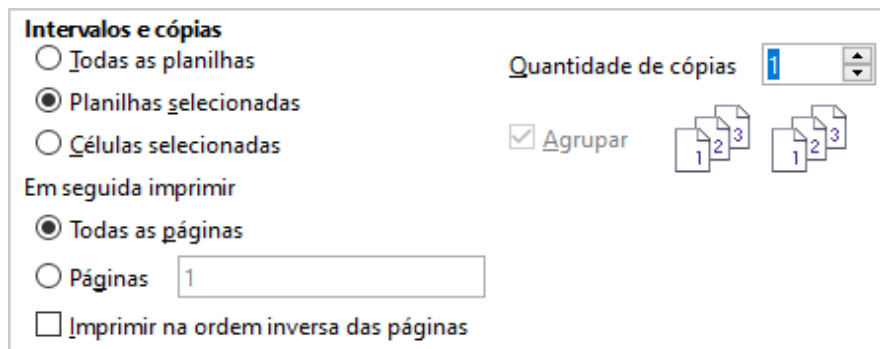 Intervalos e cópias
Todas as planilhas
Planilhas selecionadas
Células selecionadas
Quantidade de cópias 1
Agrupar 1 2 3 1 2 3
Em seguida imprimir
Todas as páginas
Páginas 1
Imprimir na ordem inversa das páginas